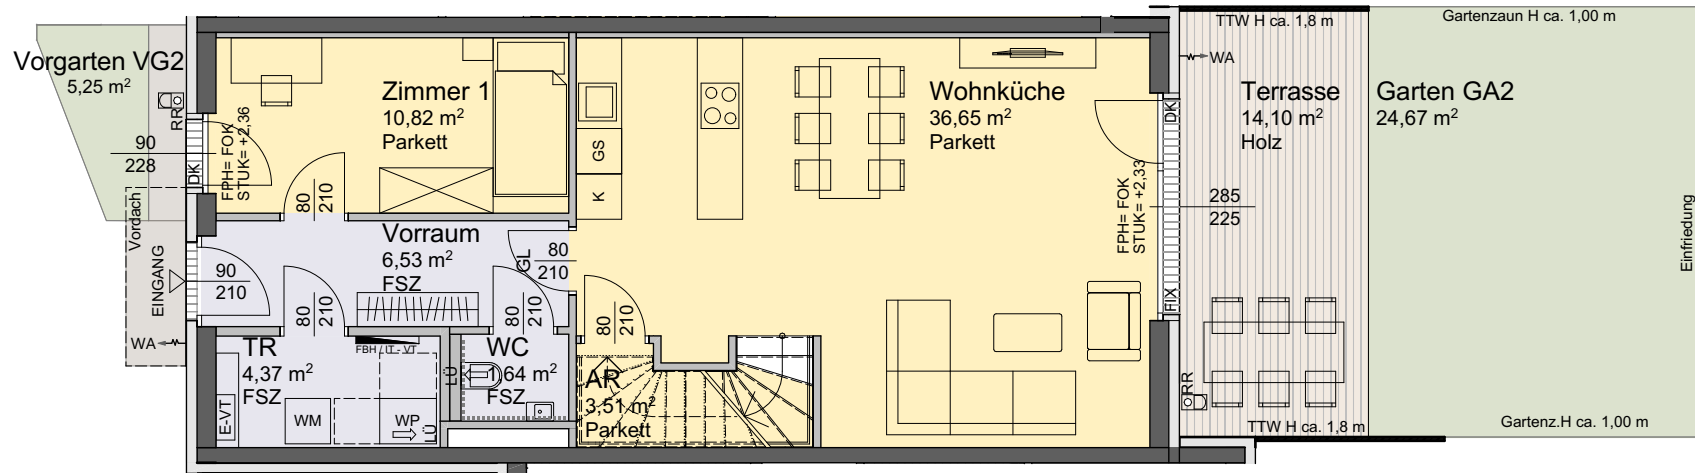 Vorgarten VG2
5,25 m²
RR
90
228
DK
FPH= FOK
STUK= +2,36
Zimmer 1
10,82 m²
Parkett
80
210
Vordach
EINGANG
WA
90
210
Vorraum
6,53 m²
FSZ
GL
80
210
80
210
80
210
80
210
TR
4,37 m²
FSZ
FBH / IT - VT
E-VT
WM
WP
LÜ
LÜ
WC
1,64 m²
FSZ
AR
3,51 m²
Parkett
GS
K
Wohnküche
36,65 m²
Parkett
FPH= FOK
STUK= +2,33
DK
FIX
285
225
TTW H ca. 1,8 m
WA
Terrasse
14,10 m²
Holz
RR
TTW H ca. 1,8 m
Gartenzaun H ca. 1,00 m
Garten GA2
24,67 m²
Einfriedung
Gartenz.H ca. 1,00 m